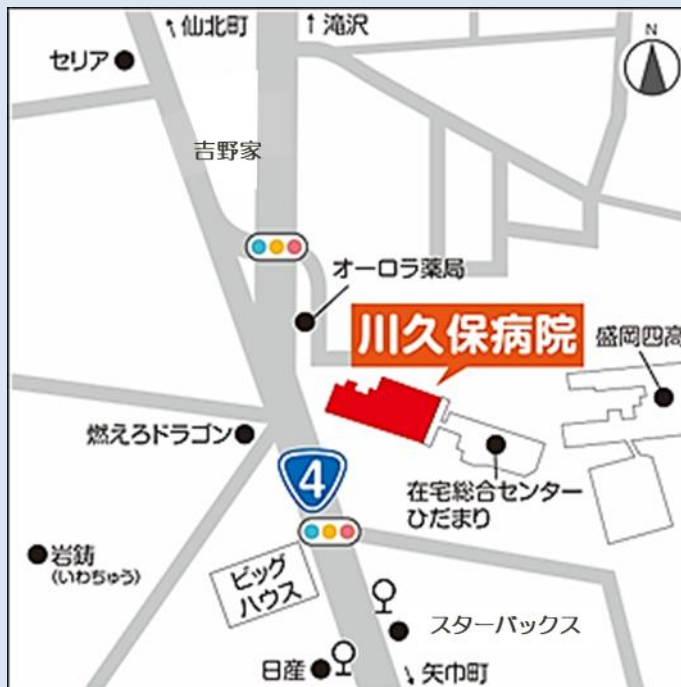 ↖仙北町
↑滝沢
N
セリア
吉野家
オーロラ薬局
川久保病院
盛岡四高
燃えろドラゴン
4
在宅総合センター
ひだまり
岩鋳
(いわちゅう)
ビッグ
ハウス
スターバックス
日産
↘矢巾町